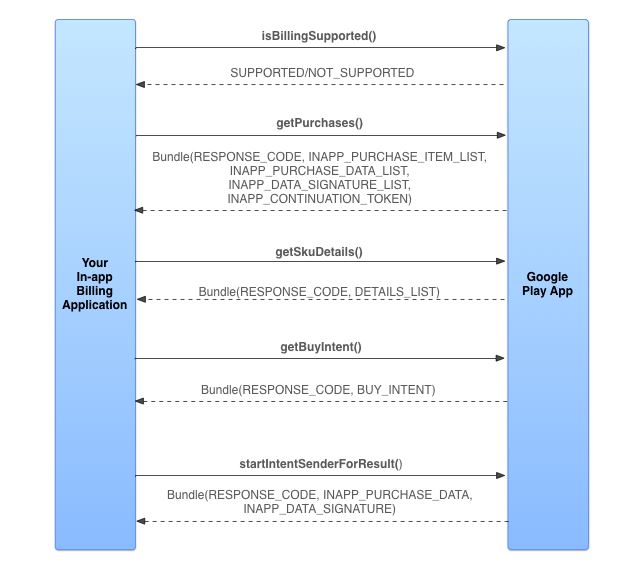 isBillingSupported()
SUPPORTED/NOT_SUPPORTED
getPurchases()
Bundle(RESPONSE_CODE, INAPP_PURCHASE_ITEM_LIST,
INAPP_PURCHASE_DATA_LIST,
INAPP_DATA_SIGNATURE_LIST,
INAPP_CONTINUATION_TOKEN)
getSkuDetails()
Your
In-app
Billing
Application
Google
Play App
Bundle(RESPONSE_CODE, DETAILS_LIST)
getBuyIntent()
Bundle(RESPONSE_CODE, BUY_INTENT)
startIntentSenderForResult()
Bundle(RESPONSE_CODE, INAPP_PURCHASE_DATA,
INAPP_DATA_SIGNATURE)